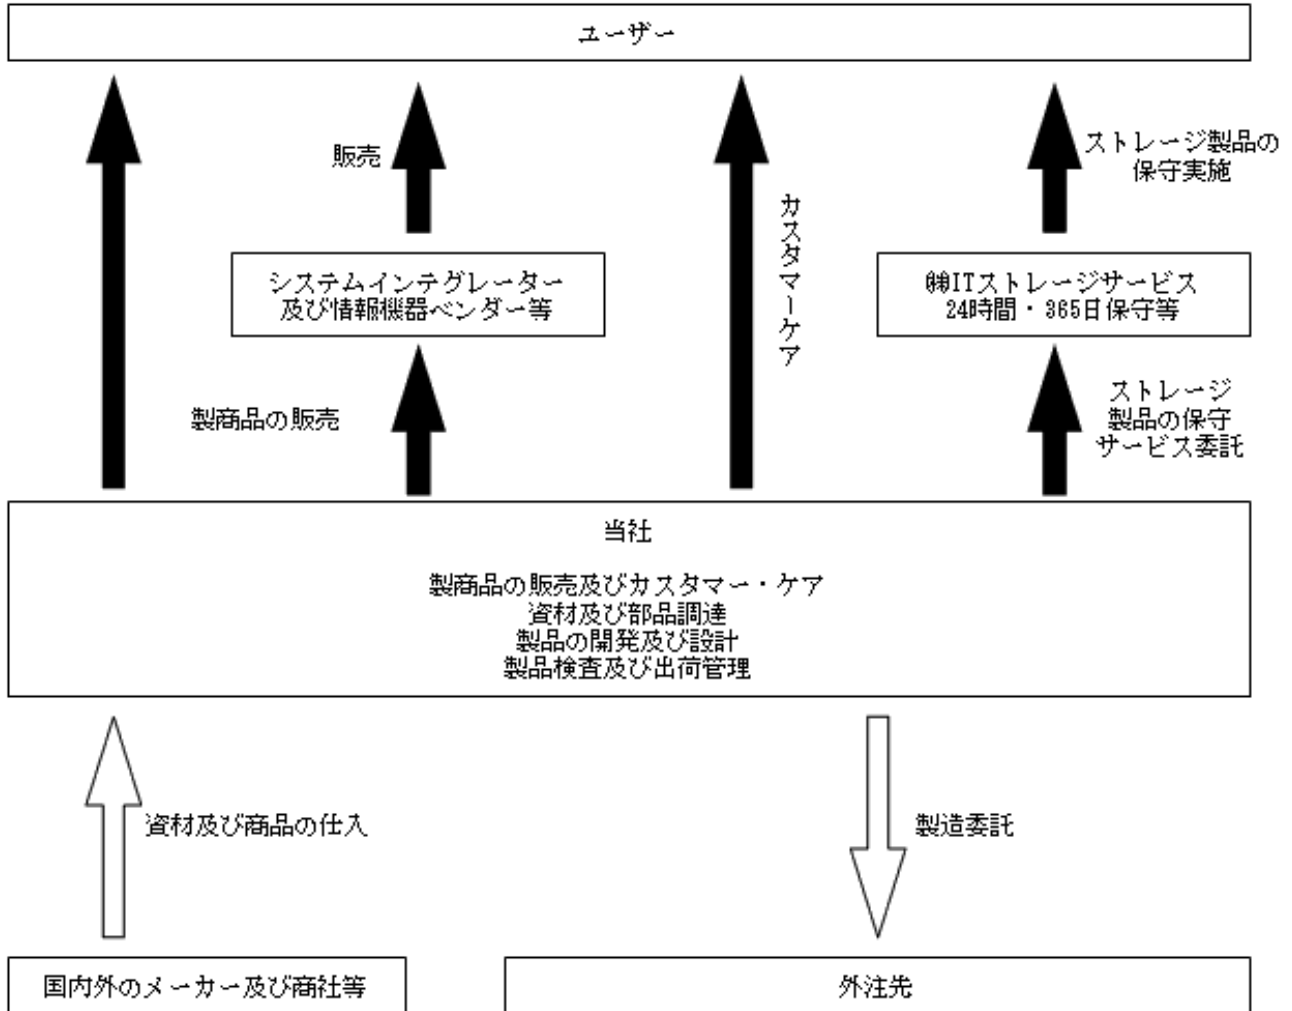 ユーザー
販売
ストレージ製品の
保守実施
カスタマーケア
システムインテグレーター
及び情報機器ベンダー等
㈱ITストレージサービス
24時間・365日保守等
製商品の販売
ストレージ
製品の保守
サービス委託
当社
製商品の販売及びカスタマー・ケア
資材及び部品調達
製品の開発及び設計
製品検査及び出荷管理
資材及び商品の仕入
製造委託
国内外のメーカー及び商社等
外注先